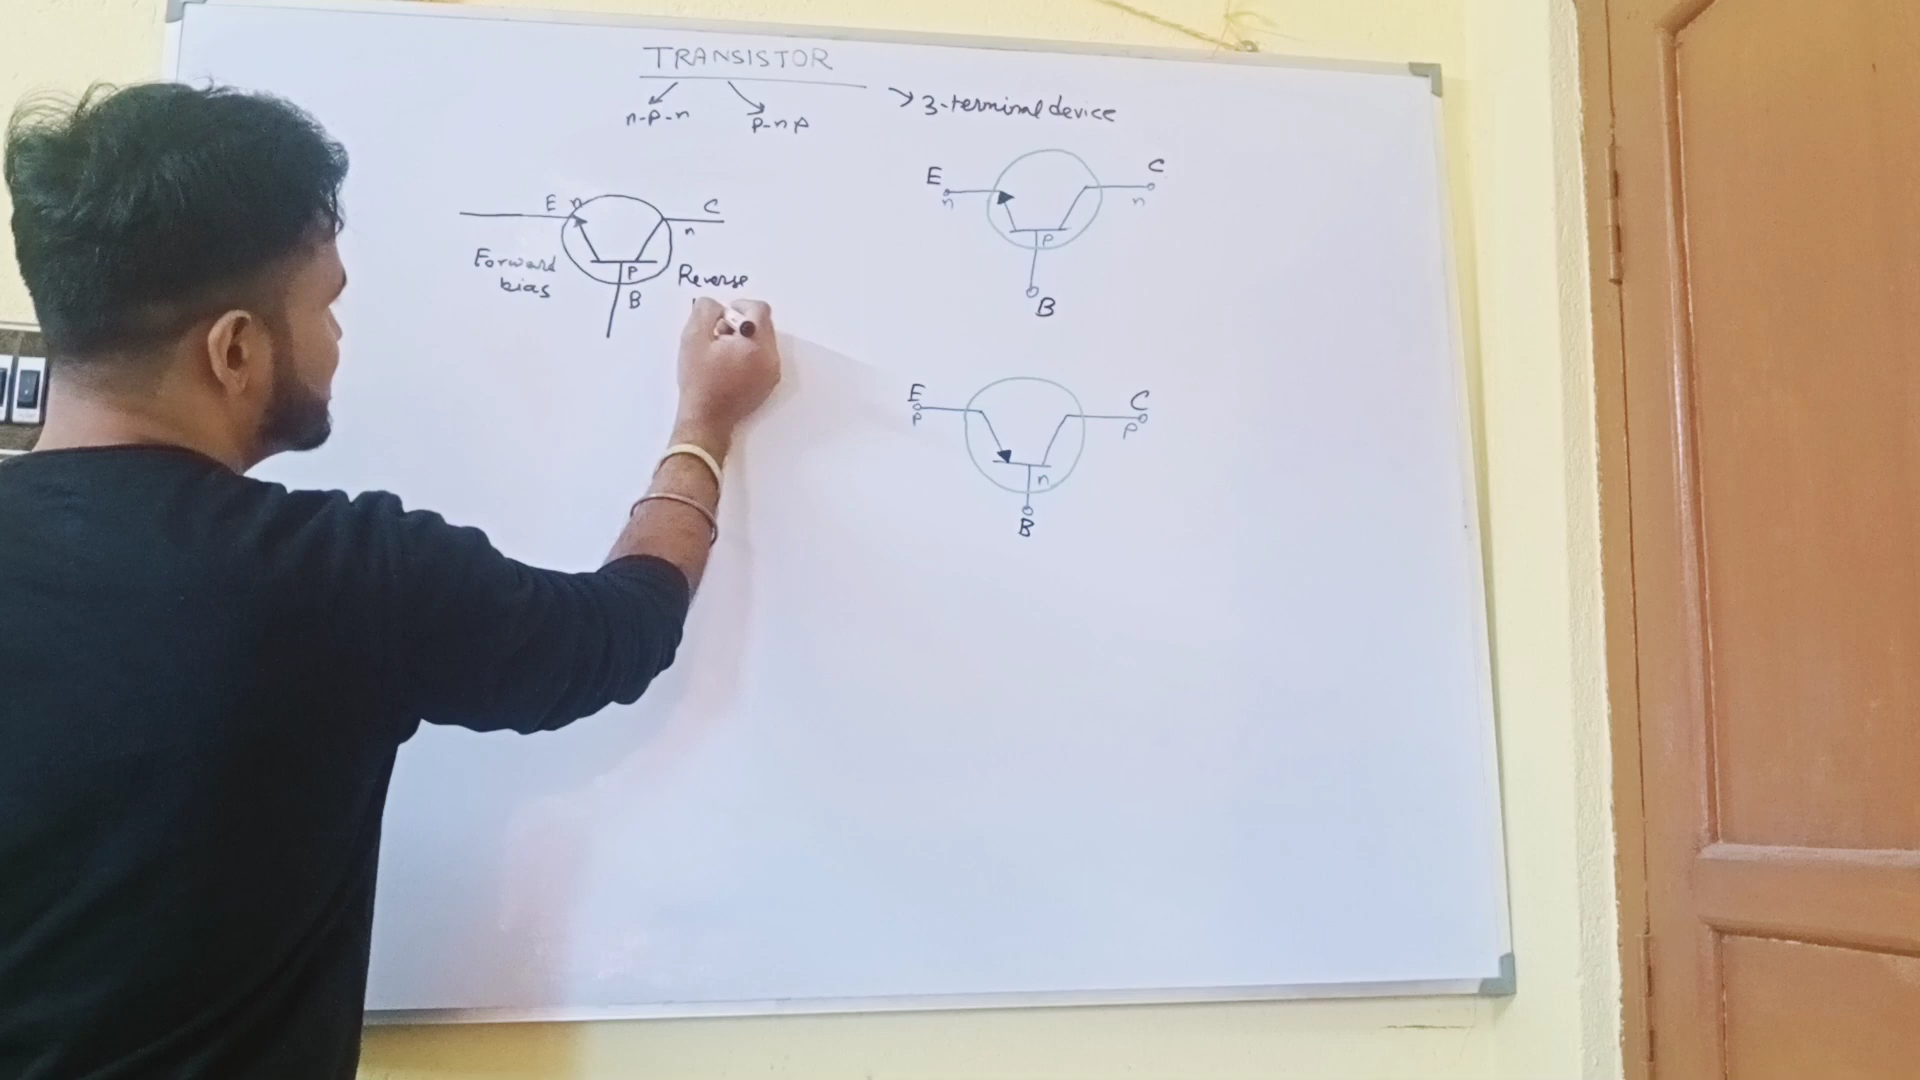 TRANSISTOR
n-p-n
p-n p
3-terminal device
E n
C
n
Forward
bias
P
B
Reverse
E
n
C
n
P
B
E
P
C
P
n
B